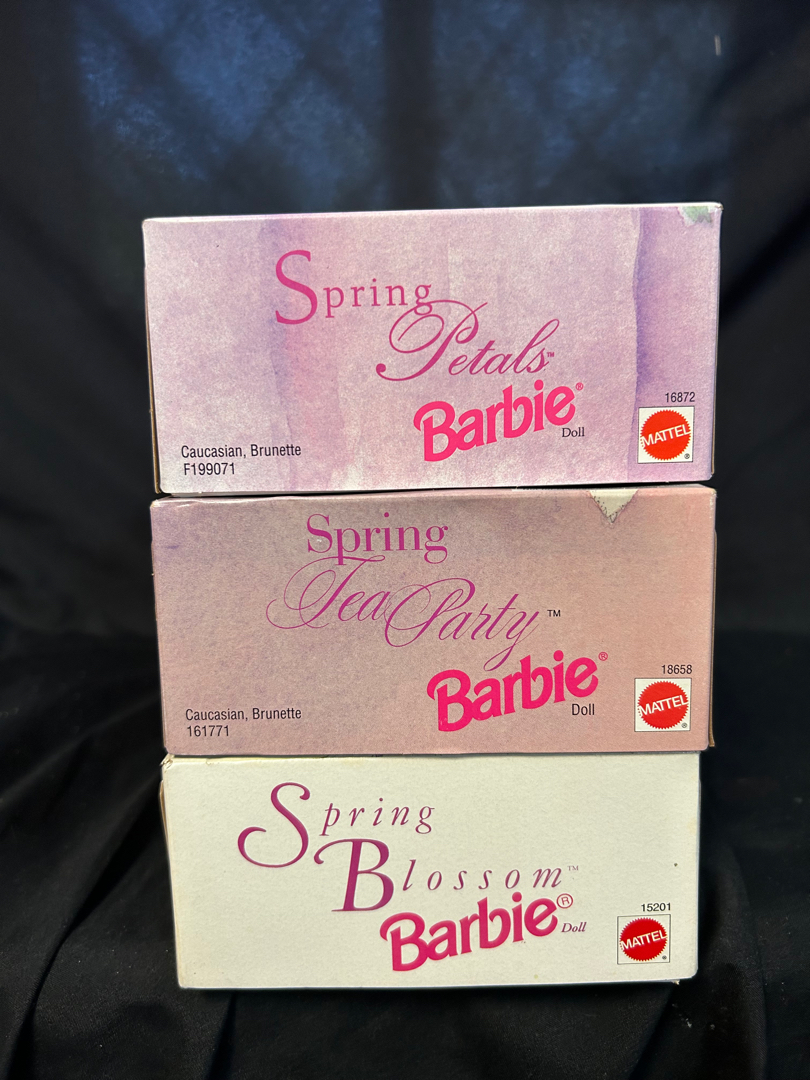 Spring
Petals™
Barbie®
Doll
16872
MATTEL
®
Caucasian, Brunette
F199071
Spring
Tea Party™
Barbie®
Doll
18658
MATTEL
®
Caucasian, Brunette
161771
Spring
Blossom™
Barbie®
Doll
15201
MATTEL
®